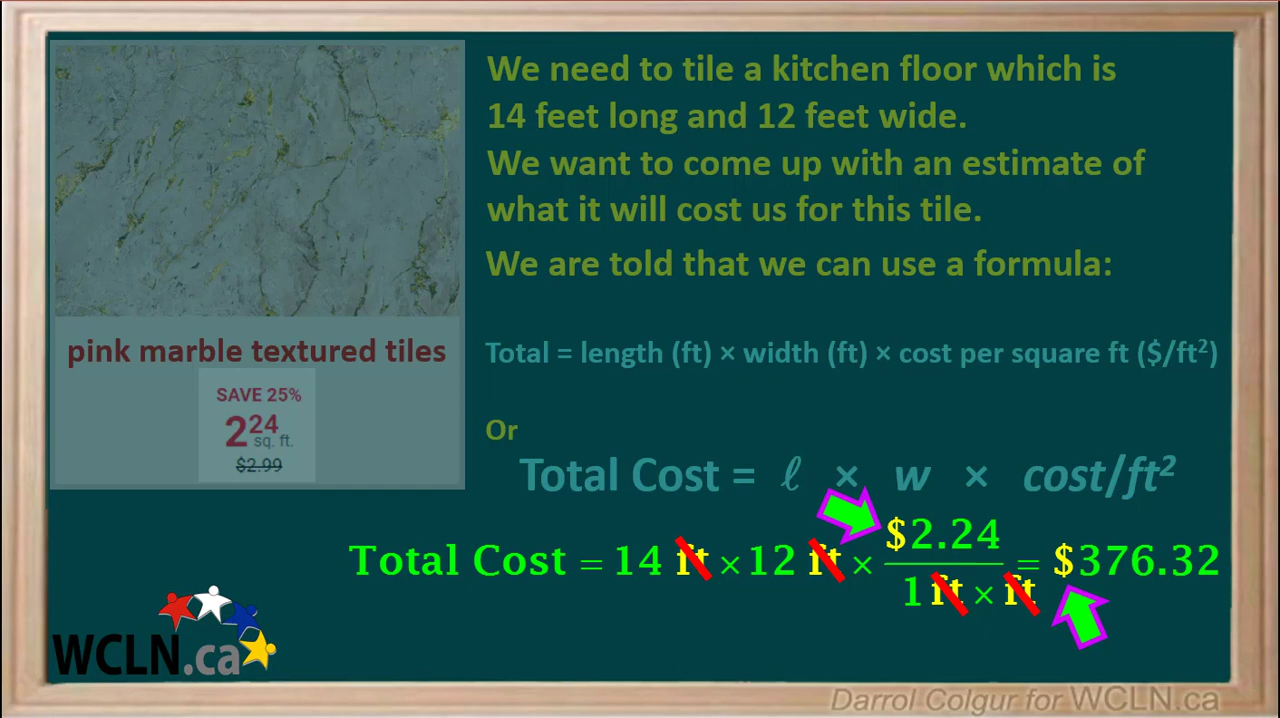 We need to tile a kitchen floor which is
14 feet long and 12 feet wide.
We want to come up with an estimate of
what it will cost us for this tile.
We are told that we can use a formula:
pink marble textured tiles
SAVE 25%
2²⁴ sq. ft.
$2.99
Total = length (ft) × width (ft) × cost per square ft ($/ft²)
Or
Total Cost = ℓ × w × cost/ft²
Total Cost = 14 ft × 12 ft × $2.24 / 1 ft × ft = $376.32
WCLN.ca
Darrol Colgur for WCLN.ca